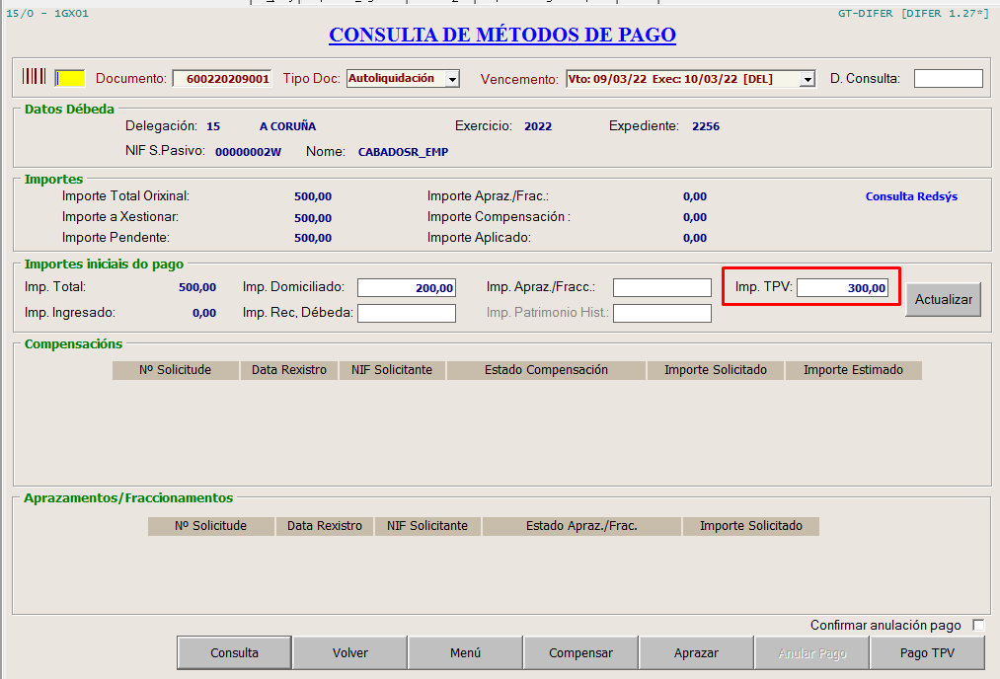 15/0 - 1GX01 GT-DIFER [DIFER 1.27*]
CONSULTA DE MÉTODOS DE PAGO
Documento: 600220209001 Tipo Doc: Autoliquidación Vencemento: Vto: 09/03/22 Exec: 10/03/22 [DEL] D. Consulta:
Datos Débeda
Delegación: 15 A CORUÑA Exercicio: 2022 Expediente: 2256
NIF S.Pasivo: 00000002W Nome: CABADOSR_EMP
Importes
Importe Total Orixinal: 500,00 Importe Apraz./Frac.: 0,00 Consulta Redsýs
Importe a Xestionar: 500,00 Importe Compensación : 0,00
Importe Pendente: 500,00 Importe Aplicado: 0,00
Importes iniciais do pago
Imp. Total: 500,00 Imp. Domiciliado: 200,00 Imp. Apraz./Fracc.: Imp. TPV: 300,00 Actualizar
Imp. Ingresado: 0,00 Imp. Rec. Débeda: Imp. Patrimonio Hist.:
Compensacións
Nº Solicitude Data Rexistro NIF Solicitante Estado Compensación Importe Solicitado Importe Estimado
Aprazamentos/Fraccionamentos
Nº Solicitude Data Rexistro NIF Solicitante Estado Apraz./Frac. Importe Solicitado
Confirmar anulación pago
Consulta Volver Menú Compensar Aprazar Anular Pago Pago TPV